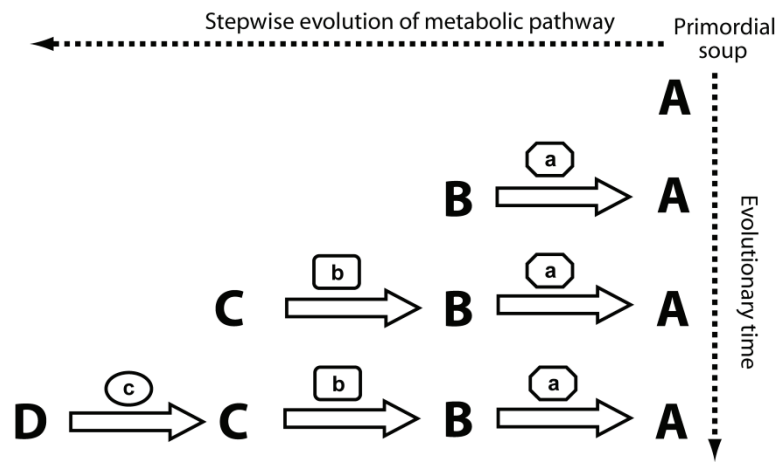 Stepwise evolution of metabolic pathway
Primordial
soup
A
a
B A
b a
C B A
c b a
D C B A
Evolutionary time